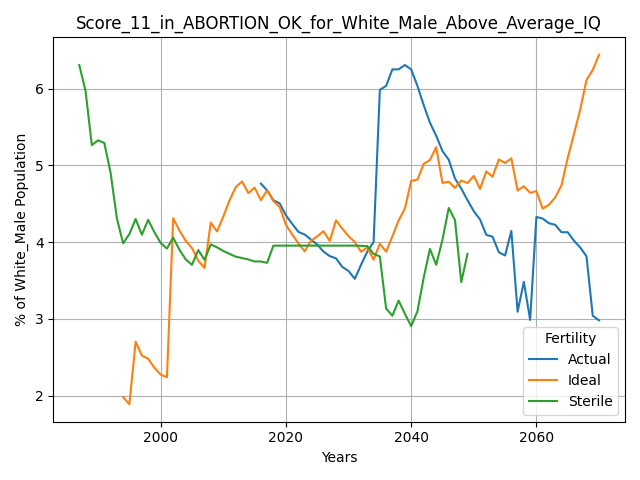 Score_11_in_ABORTION_OK_for_White_Male_Above_Average_IQ
% of White_Male Population
6
5
4
3
2
2000 2020 2040 2060
Years
Fertility
Actual
Ideal
Sterile